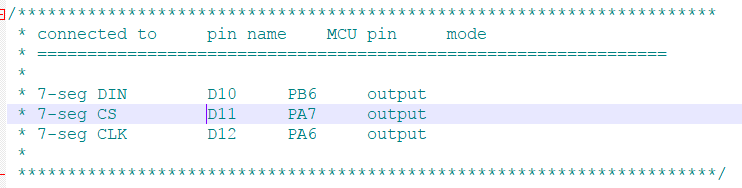 /**********************************************************************
* connected to     pin name    MCU pin     mode
* ===============================================================
*
* 7-seg DIN        D10     PB6     output
* 7-seg CS         D11     PA7     output
* 7-seg CLK        D12     PA6     output
*
**********************************************************************/